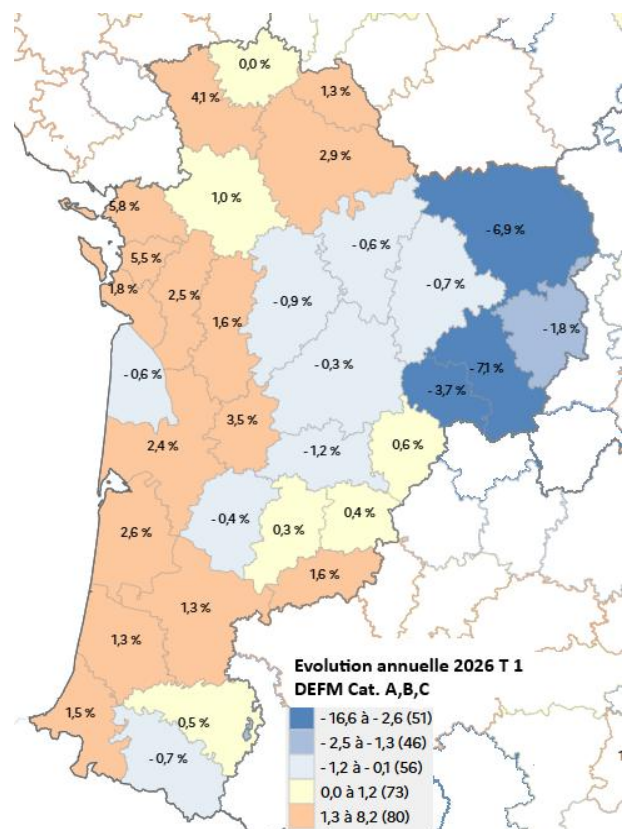 0,0 %
4,1 %
1,3 %
2,9 %
1,0 %
5,8 %
- 6,9 %
- 0,6 %
5,5 %
- 0,7 %
1,8 %
2,5 %
- 0,9 %
1,6 %
- 1,8 %
- 0,3 %
- 7,1 %
- 0,6 %
- 3,7 %
3,5 %
2,4 %
- 1,2 %
0,6 %
- 0,4 %
0,4 %
2,6 %
0,3 %
1,6 %
1,3 %
1,3 %
1,5 %
0,5 %
- 0,7 %
Evolution annuelle 2026 T 1
DEFM Cat. A,B,C
- 16,6 à - 2,6 (51)
- 2,5 à - 1,3 (46)
- 1,2 à - 0,1 (56)
0,0 à 1,2 (73)
1,3 à 8,2 (80)